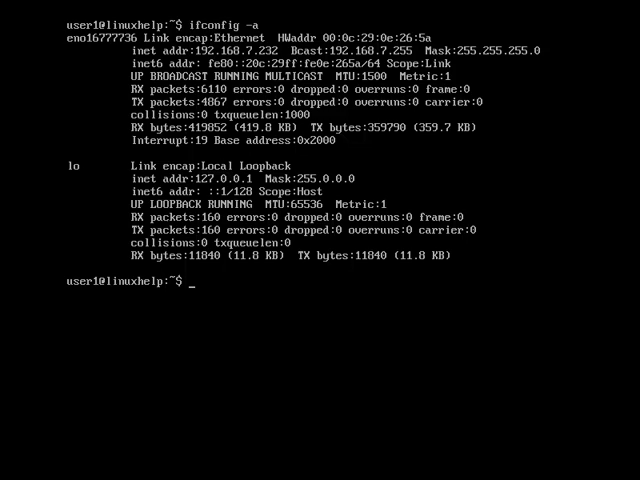 user1@linuxhelp:~$ ifconfig -a
eno16777736 Link encap:Ethernet  HWaddr 00:0c:29:0e:26:5a
          inet addr:192.168.7.232  Bcast:192.168.7.255  Mask:255.255.255.0
          inet6 addr: fe80::20c:29ff:fe0e:265a/64 Scope:Link
          UP BROADCAST RUNNING MULTICAST  MTU:1500  Metric:1
          RX packets:6110 errors:0 dropped:0 overruns:0 frame:0
          TX packets:4867 errors:0 dropped:0 overruns:0 carrier:0
          collisions:0 txqueuelen:1000
          RX bytes:419852 (419.8 KB)  TX bytes:359790 (359.7 KB)
          Interrupt:19 Base address:0x2000
lo        Link encap:Local Loopback
          inet addr:127.0.0.1  Mask:255.0.0.0
          inet6 addr: ::1/128 Scope:Host
          UP LOOPBACK RUNNING  MTU:65536  Metric:1
          RX packets:160 errors:0 dropped:0 overruns:0 frame:0
          TX packets:160 errors:0 dropped:0 overruns:0 carrier:0
          collisions:0 txqueuelen:0
          RX bytes:11840 (11.8 KB)  TX bytes:11840 (11.8 KB)
user1@linuxhelp:~$ _